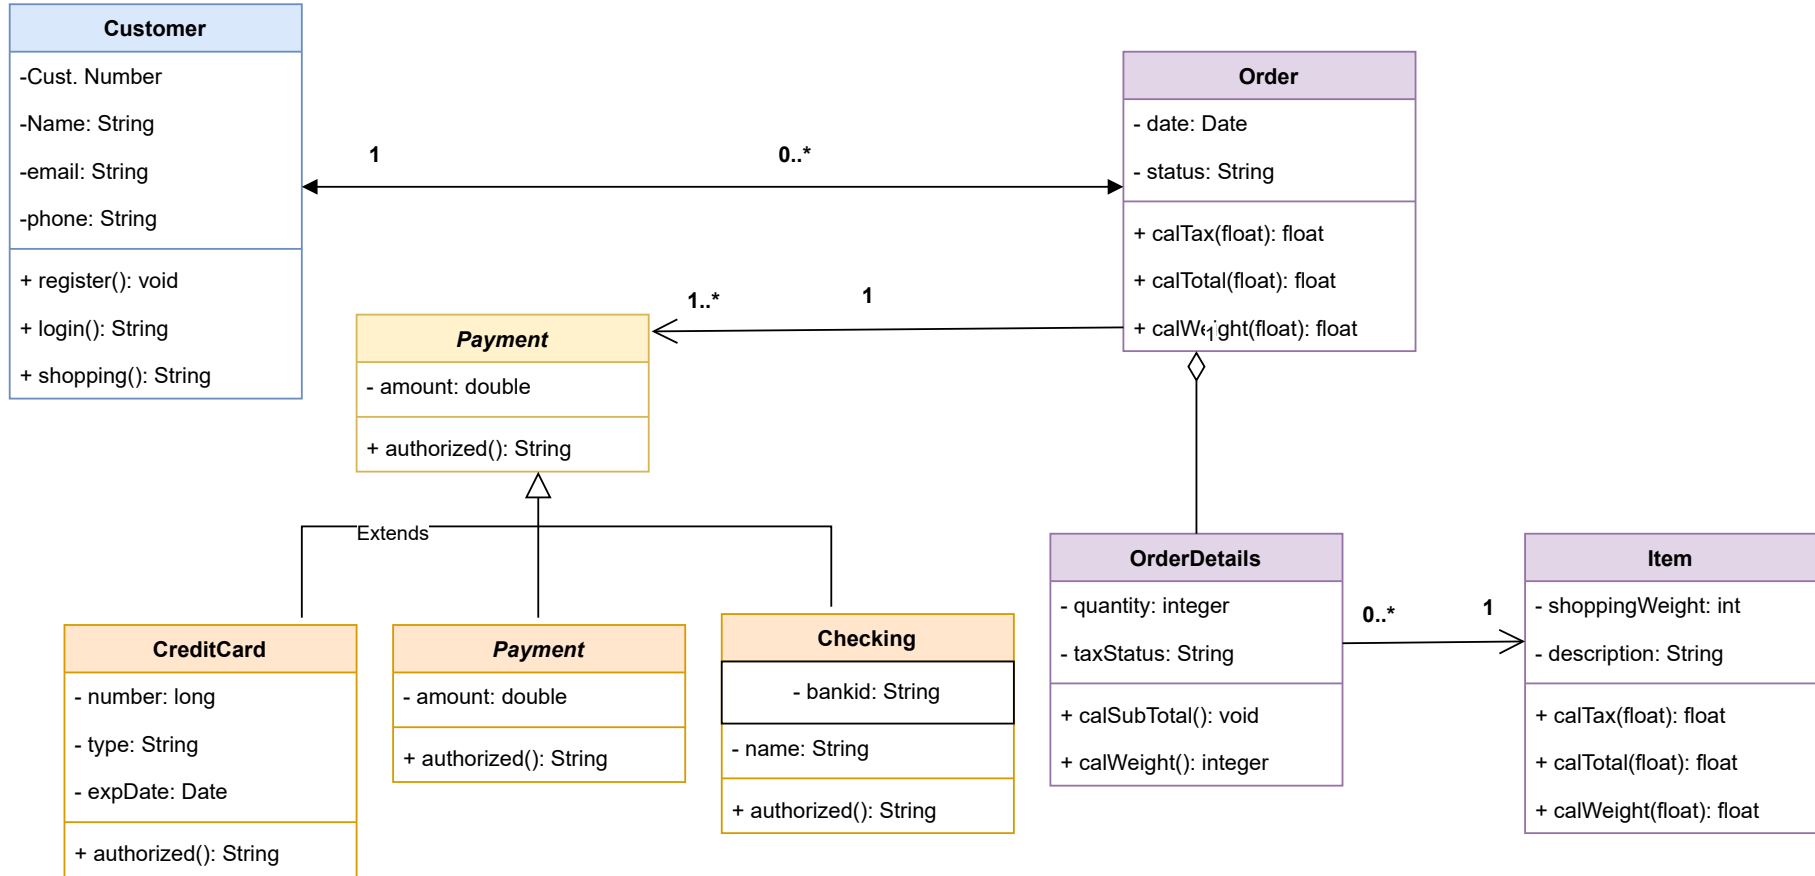 Customer
-Cust. Number
-Name: String
-email: String
-phone: String
+ register(): void
+ login(): String
+ shopping(): String
1
0..*
Order
- date: Date
- status: String
+ calTax(float): float
+ calTotal(float): float
+ calWeight(float): float
1
1..*
1
Payment
- amount: double
+ authorized(): String
Extends
CreditCard
- number: long
- type: String
- expDate: Date
+ authorized(): String
Payment
- amount: double
+ authorized(): String
Checking
- bankid: String
- name: String
+ authorized(): String
OrderDetails
- quantity: integer
- taxStatus: String
+ calSubTotal(): void
+ calWeight(): integer
0..*
1
Item
- shoppingWeight: int
- description: String
+ calTax(float): float
+ calTotal(float): float
+ calWeight(float): float